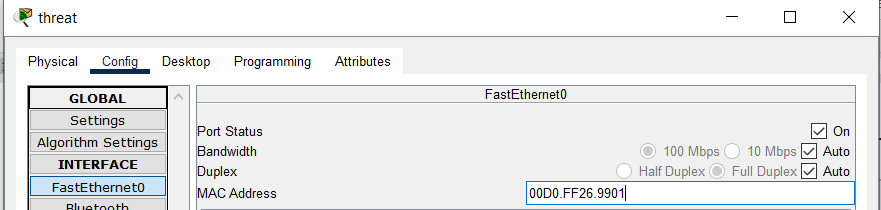 threat
Physical Config Desktop Programming Attributes
GLOBAL
Settings
Algorithm Settings
INTERFACE
FastEthernet0
Bluetooth
FastEthernet0
Port Status On
Bandwidth 100 Mbps 10 Mbps Auto
Duplex Half Duplex Full Duplex Auto
MAC Address 00D0.FF26.9901